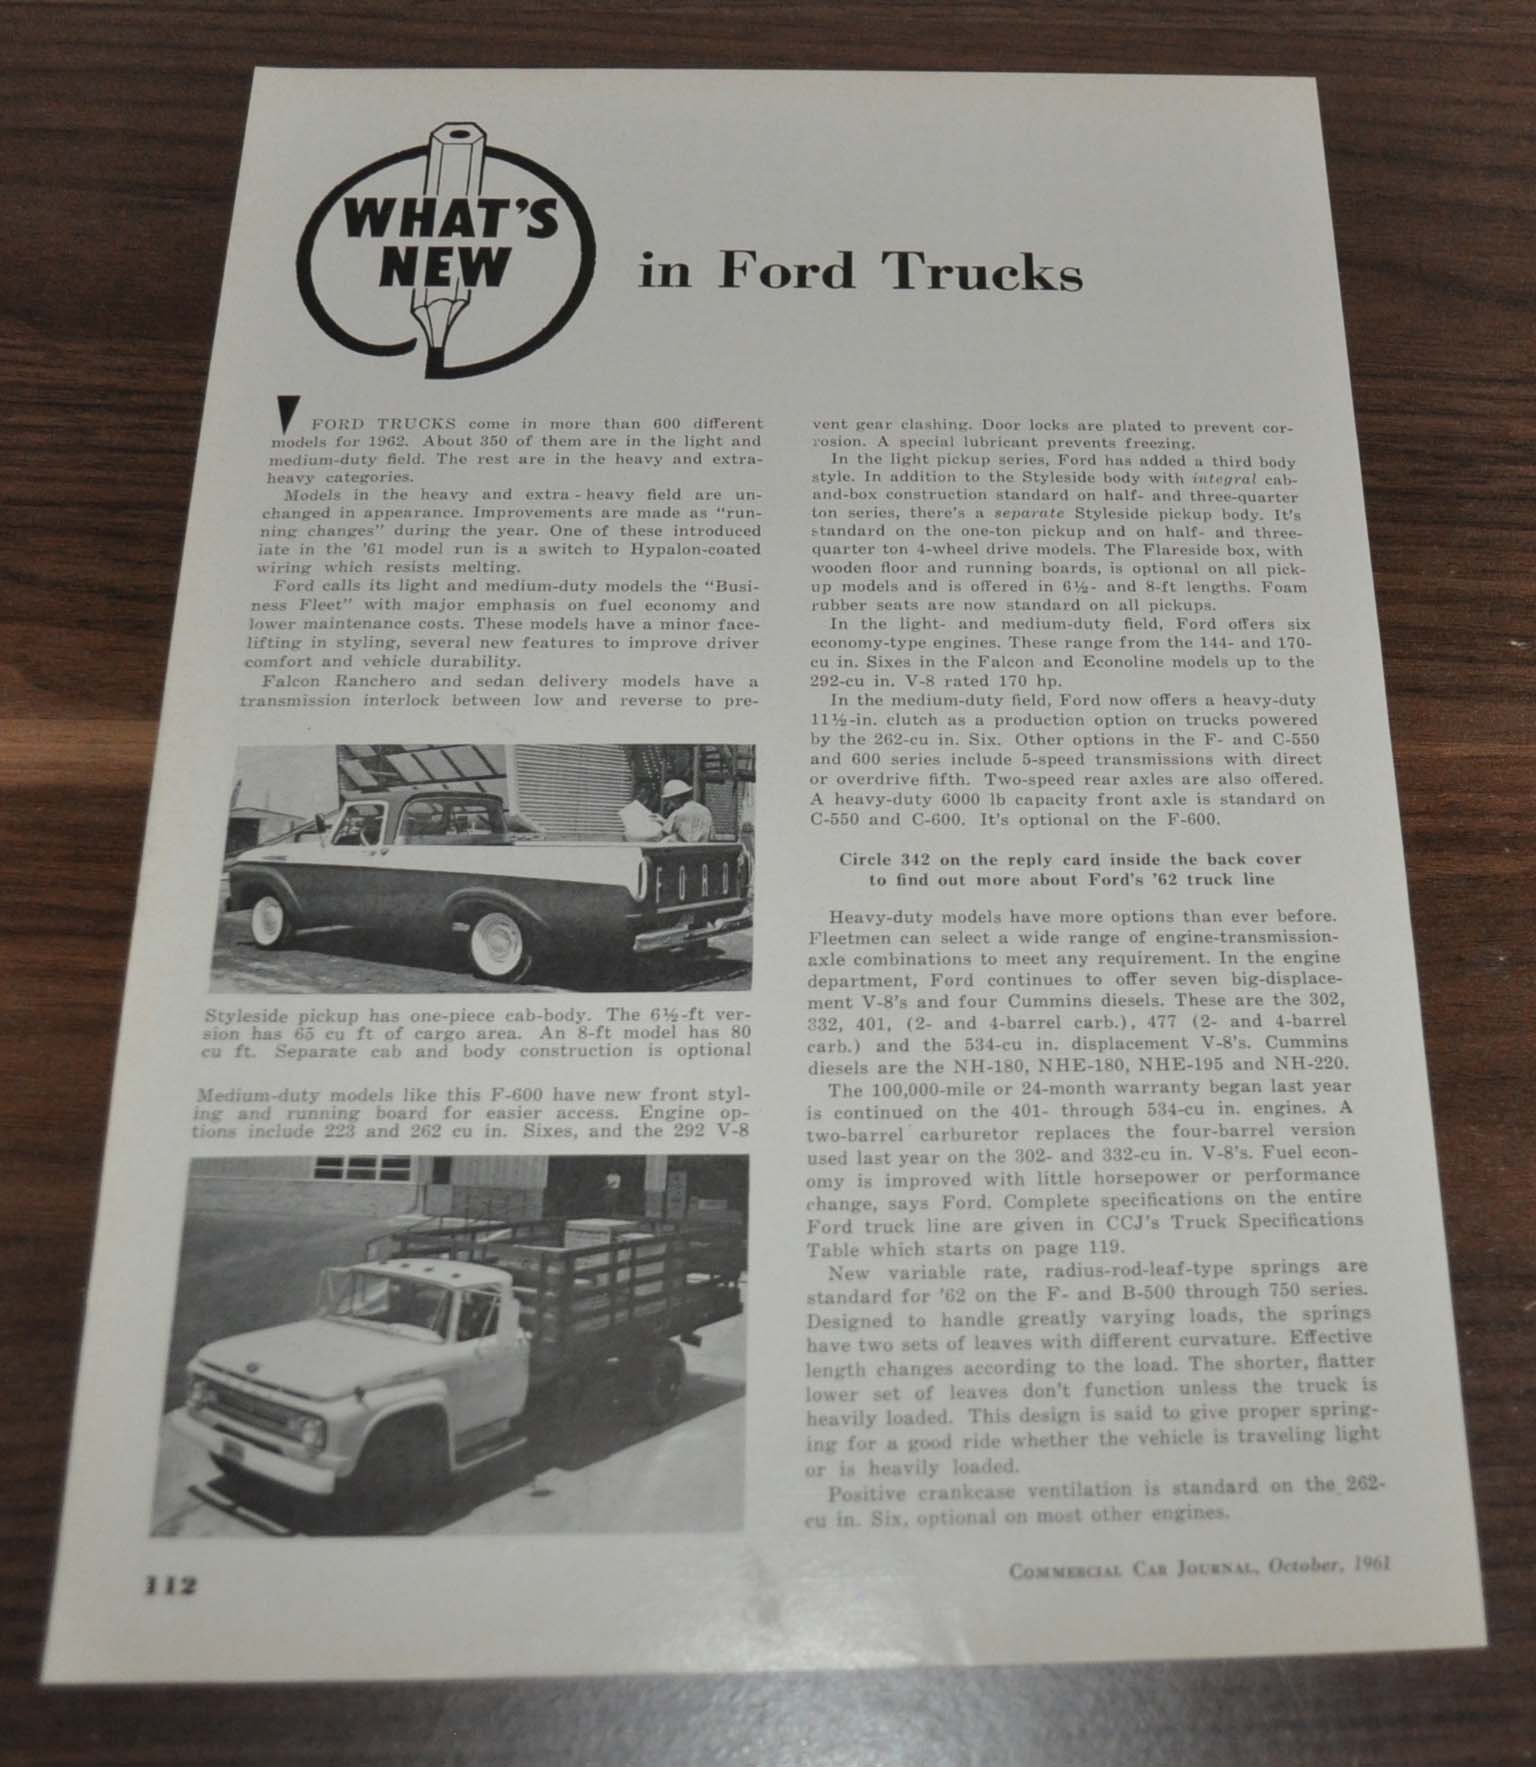 WHAT'S
NEW
in Ford Trucks
FORD TRUCKS come in more than 600 different
models for 1962. About 350 of them are in the light and
medium-duty field. The rest are in the heavy and extra-
heavy categories.
Models in the heavy and extra-heavy field are un-
changed in appearance. Improvements are made as "run-
ning changes" during the year. One of these introduced
late in the '61 model run is a switch to Hypalon-coated
wiring which resists melting.
Ford calls its light and medium-duty models the "Busi-
ness Fleet" with major emphasis on fuel economy and
lower maintenance costs. These models have a minor face-
lifting in styling, several new features to improve driver
comfort and vehicle durability.
Falcon Ranchero and sedan delivery models have a
transmission interlock between low and reverse to pre-
FORD
Styleside pickup has one-piece cab-body. The 6½-ft ver-
sion has 65 cu ft of cargo area. An 8-ft model has 80
cu ft. Separate cab and body construction is optional
Medium-duty models like this F-600 have new front styl-
ing and running board for easier access. Engine op-
tions include 223 and 262 cu in. Sixes, and the 292 V-8
vent gear clashing. Door locks are plated to prevent cor-
rosion. A special lubricant prevents freezing.
In the light pickup series, Ford has added a third body
style. In addition to the Styleside body with integral cab-
and-box construction standard on half- and three-quarter
ton series, there's a separate Styleside pickup body. It's
standard on the one-ton pickup and on half- and three-
quarter ton 4-wheel drive models. The Flareside box, with
wooden floor and running boards, is optional on all pick-
up models and is offered in 6½- and 8-ft lengths. Foam
rubber seats are now standard on all pickups.
In the light- and medium-duty field, Ford offers six
economy-type engines. These range from the 144- and 170-
cu in. Sixes in the Falcon and Econoline models up to the
292-cu in. V-8 rated 170 hp.
In the medium-duty field, Ford now offers a heavy-duty
11½-in. clutch as a production option on trucks powered
by the 262-cu in. Six. Other options in the F- and C-550
and 600 series include 5-speed transmissions with direct
or overdrive fifth. Two-speed rear axles are also offered.
A heavy-duty 6000 lb capacity front axle is standard on
C-550 and C-600. It's optional on the F-600.
Circle 342 on the reply card inside the back cover
to find out more about Ford's '62 truck line
Heavy-duty models have more options than ever before.
Fleetmen can select a wide range of engine-transmission-
axle combinations to meet any requirement. In the engine
department, Ford continues to offer seven big-displace-
ment V-8's and four Cummins diesels. These are the 302,
332, 401, (2- and 4-barrel carb.), 477 (2- and 4-barrel
carb.) and the 534-cu in. displacement V-8's. Cummins
diesels are the NH-180, NHE-180, NHE-195 and NH-220.
The 100,000-mile or 24-month warranty began last year
is continued on the 401- through 534-cu in. engines. A
two-barrel carburetor replaces the four-barrel version
used last year on the 302- and 332-cu in. V-8's. Fuel econ-
omy is improved with little horsepower or performance
change, says Ford. Complete specifications on the entire
Ford truck line are given in CCJ's Truck Specifications
Table which starts on page 119.
New variable rate, radius-rod-leaf-type springs are
standard for '62 on the F- and B-500 through 750 series.
Designed to handle greatly varying loads, the springs
have two sets of leaves with different curvature. Effective
length changes according to the load. The shorter, flatter
lower set of leaves don't function unless the truck is
heavily loaded. This design is said to give proper spring-
ing for a good ride whether the vehicle is traveling light
or is heavily loaded.
Positive crankcase ventilation is standard on the 262-
cu in. Six, optional on most other engines.
112
COMMERCIAL CAR JOURNAL, October, 1961